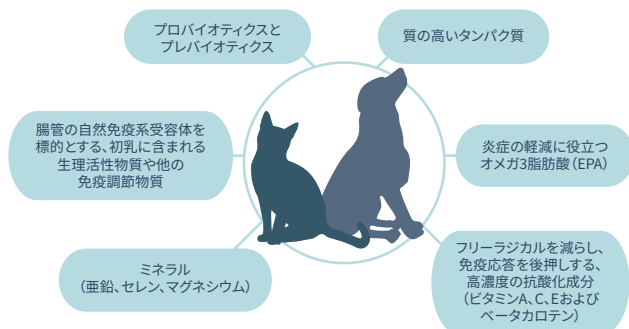 プロバイオティクスと
プレバイオティクス
質の高いタンパク質
腸管の自然免疫系受容体を
標的とする、初乳に含まれる
生理活性物質や他の
免疫調節物質
炎症の軽減に役立つ
オメガ3脂肪酸（EPA）
ミネラル
（亜鉛、セレン、マグネシウム）
フリーラジカルを減らし、
免疫応答を後押しする、
高濃度の抗酸化成分
（ビタミンA、C、Eおよび
ベータカロテン）